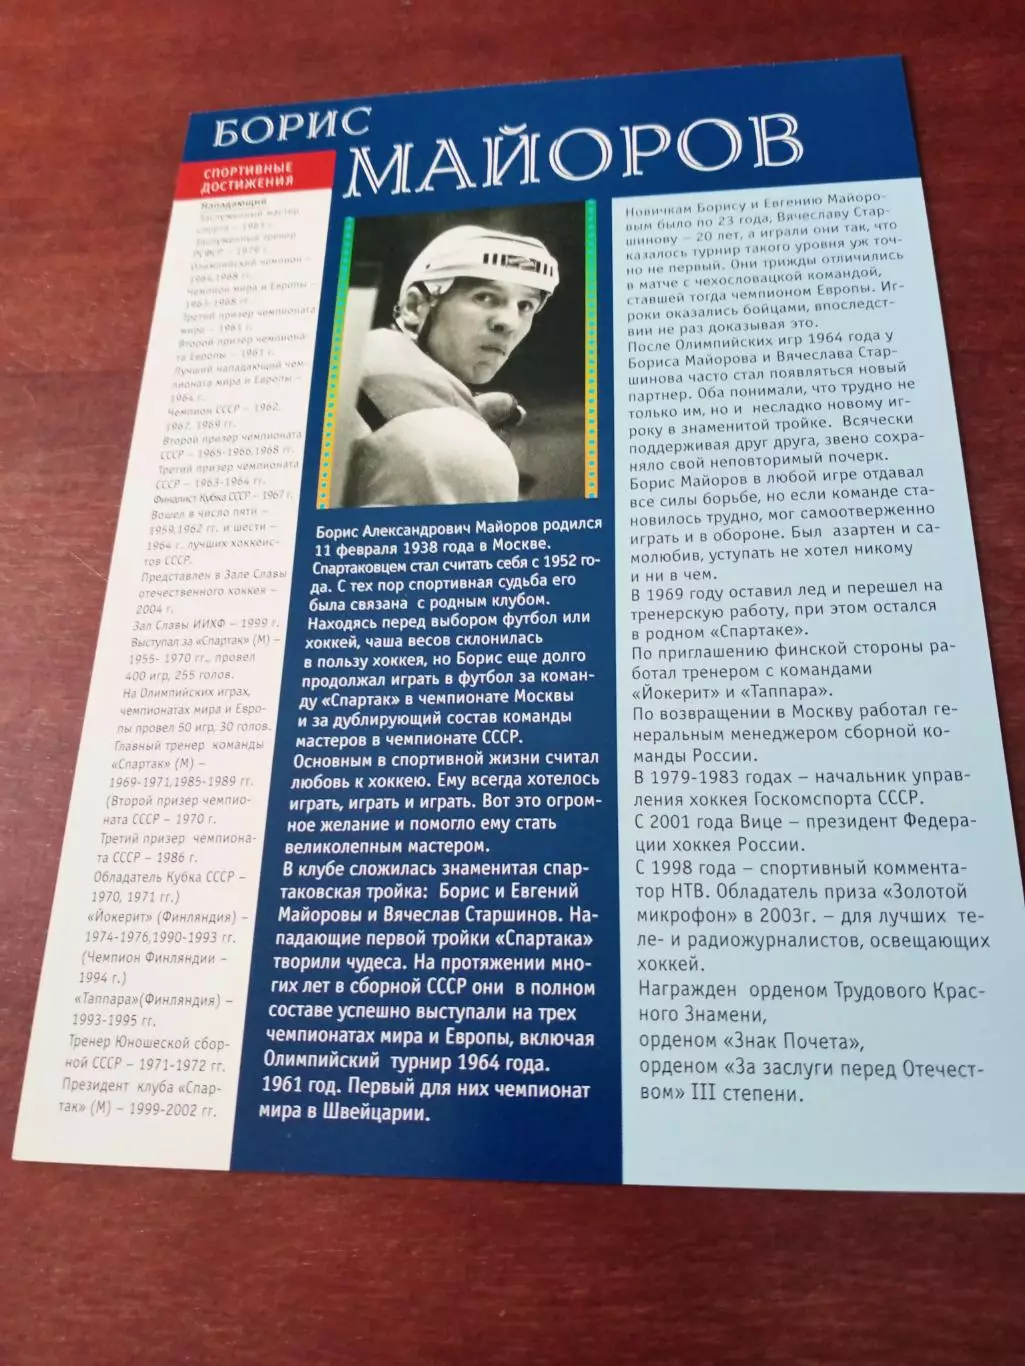 БОРИС
МАЙОРОВ
СПОРТИВНЫЕ
ДОСТИЖЕНИЯ
Нападающий
Заслуженный мастер
спорта – 1963 г.
Заслуженный тренер
РСФСР – 1979 г.
Олимпийский чемпион –
1964,1968 гг.
Чемпион мира и Европы –
1963-1968 гг.
Третий призер чемпионата
мира – 1961 г.
Второй призер чемпиона-
та Европы – 1961 г.
Лучший нападающий чем-
пионата мира и Европы –
1964 г.
Чемпион СССР – 1962,
1967, 1969 гг.
Второй призер чемпионата
СССР – 1965-1966,1968 гг.
Третий призер чемпионата
СССР – 1963-1964 гг.
Финалист Кубка СССР – 1967 г.
Вошел в число пяти –
1959,1962 гг. и шести –
1964 г. лучших хоккеис-
тов СССР.
Представлен в Зале Славы
отечественного хоккея –
2004 г.
Зал Славы ИИХФ – 1999 г.
Выступал за «Спартак» (М) –
1955- 1970 гг., провел
400 игр, 255 голов.
На Олимпийских играх,
чемпионатах мира и Евро-
пы провел 50 игр, 30 голов.
Главный тренер команды
«Спартак» (М) –
1969-1971,1985-1989 гг.
(Второй призер чемпио-
ната СССР – 1970 г.
Третий призер чемпиона-
та СССР – 1986 г.
Обладатель Кубка СССР –
1970, 1971 гг.)
«Йокерит» (Финляндия) –
1974-1976,1990-1993 гг.
(Чемпион Финляндии –
1994 г.)
«Таппара»(Финляндия) –
1993-1995 гг.
Тренер Юношеской сбор-
ной СССР – 1971-1972 гг.
Президент клуба «Спар-
так» (М) – 1999-2002 гг.
Борис Александрович Майоров родился
11 февраля 1938 года в Москве.
Спартаковцем стал считать себя с 1952 го-
да. С тех пор спортивная судьба его
была связана с родным клубом.
Находясь перед выбором футбол или
хоккей, чаша весов склонилась
в пользу хоккея, но Борис еще долго
продолжал играть в футбол за коман-
ду «Спартак» в чемпионате Москвы
и за дублирующий состав команды
мастеров в чемпионате СССР.
Основным в спортивной жизни считал
любовь к хоккею. Ему всегда хотелось
играть, играть и играть. Вот это огром-
ное желание и помогло ему стать
великолепным мастером.
В клубе сложилась знаменитая спар-
таковская тройка: Борис и Евгений
Майоровы и Вячеслав Старшинов. На-
падающие первой тройки «Спартака»
творили чудеса. На протяжении мно-
гих лет в сборной СССР они в полном
составе успешно выступали на трех
чемпионатах мира и Европы, включая
Олимпийский турнир 1964 года.
1961 год. Первый для них чемпионат
мира в Швейцарии.
Новичкам Борису и Евгению Майоро-
вым было по 23 года, Вячеславу Стар-
шинову – 20 лет, а играли они так, что
казалось турнир такого уровня уж точ-
но не первый. Они трижды отличились
в матче с чехословацкой командой,
ставшей тогда чемпионом Европы. Иг-
роки оказались бойцами, впоследст-
вии не раз доказывая это.
После Олимпийских игр 1964 года у
Бориса Майорова и Вячеслава Стар-
шинова часто стал появляться новый
партнер. Оба понимали, что трудно не
только им, но и несладко новому иг-
року в знаменитой тройке. Всячески
поддерживая друг друга, звено сохра-
няло свой неповторимый почерк.
Борис Майоров в любой игре отдавал
все силы борьбе, но если команде ста-
новилось трудно, мог самоотверженно
играть и в обороне. Был азартен и са-
молюбив, уступать не хотел никому
и ни в чем.
В 1969 году оставил лед и перешел на
тренерскую работу, при этом остался
в родном «Спартаке».
По приглашению финской стороны ра-
ботал тренером с командами
«Йокерит» и «Таппара».
По возвращении в Москву работал ге-
неральным менеджером сборной ко-
манды России.
В 1979-1983 годах – начальник управ-
ления хоккея Госкомспорта СССР.
С 2001 года Вице – президент Федера-
ции хоккея России.
С 1998 года – спортивный коммента-
тор НТВ. Обладатель приза «Золотой
микрофон» в 2003г. – для лучших те-
ле- и радиожурналистов, освещающих
хоккей.
Награжден орденом Трудового Крас-
ного Знамени,
орденом «Знак Почета»,
орденом «За заслуги перед Отечест-
вом» III степени.